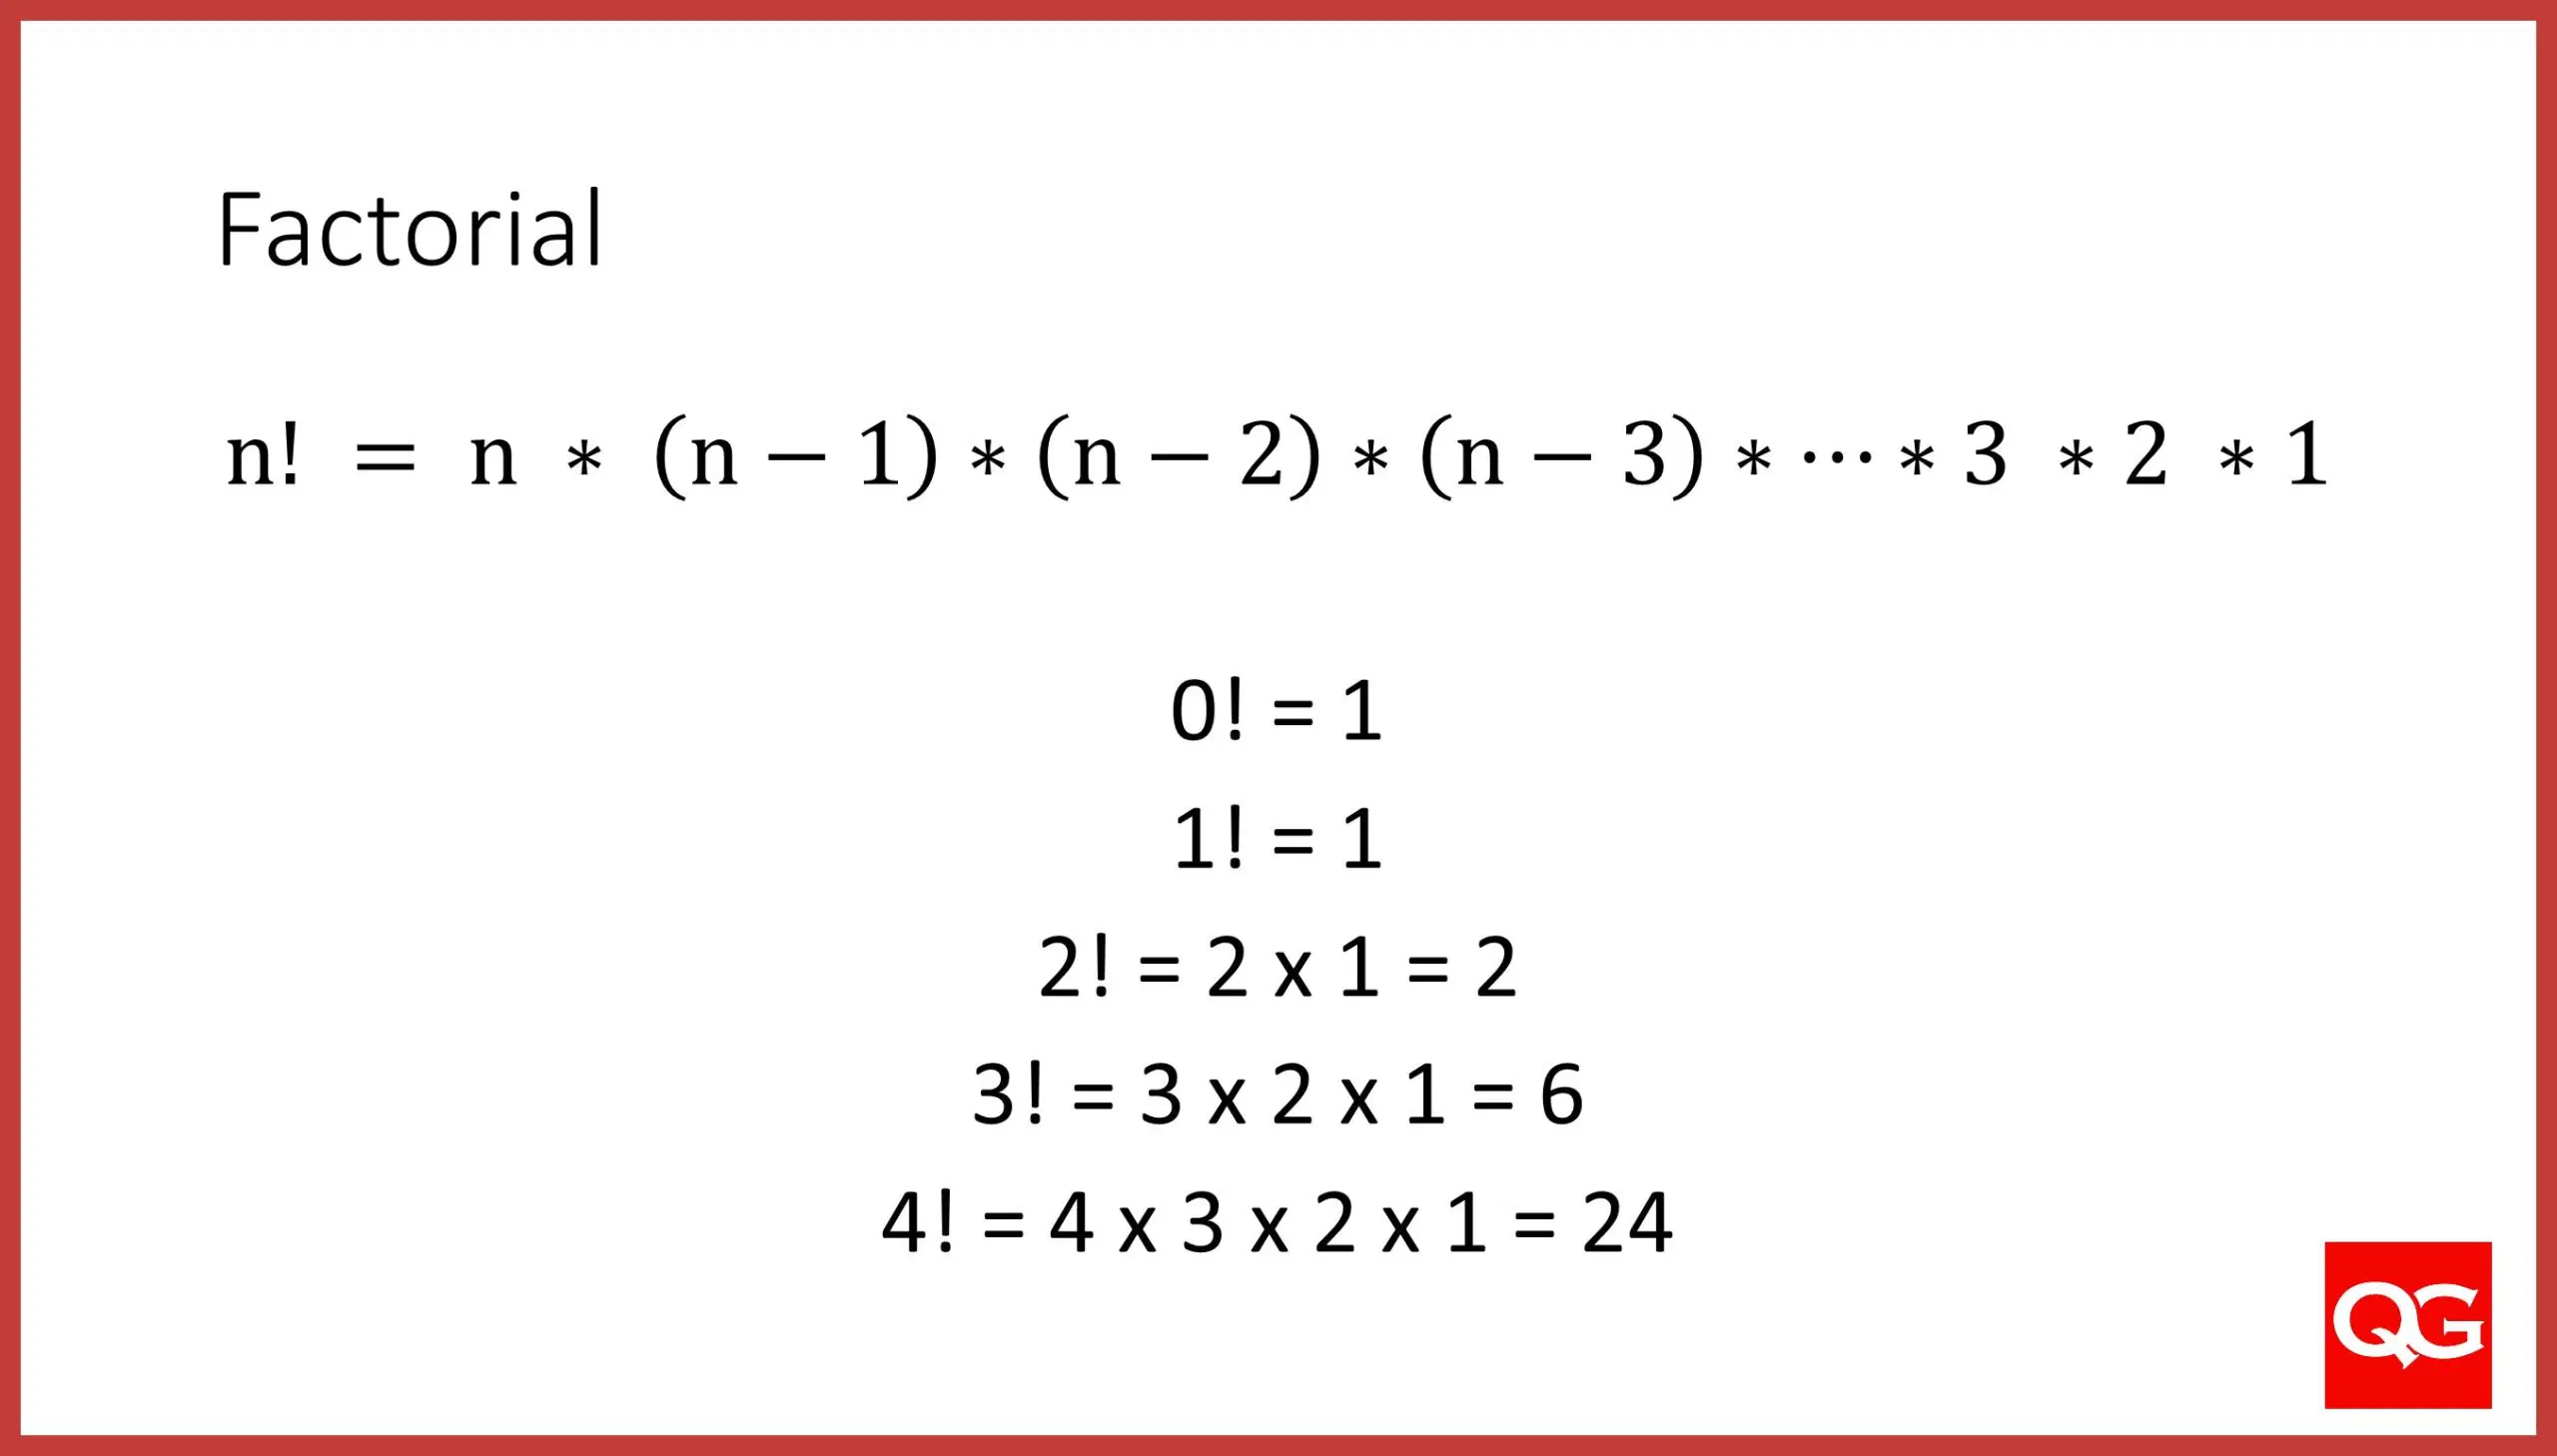 Factorial
n! = n * (n − 1) * (n − 2) * (n − 3) * ⋯ * 3 * 2 * 1
0! = 1
1! = 1
2! = 2 x 1 = 2
3! = 3 x 2 x 1 = 6
4! = 4 x 3 x 2 x 1 = 24
QG